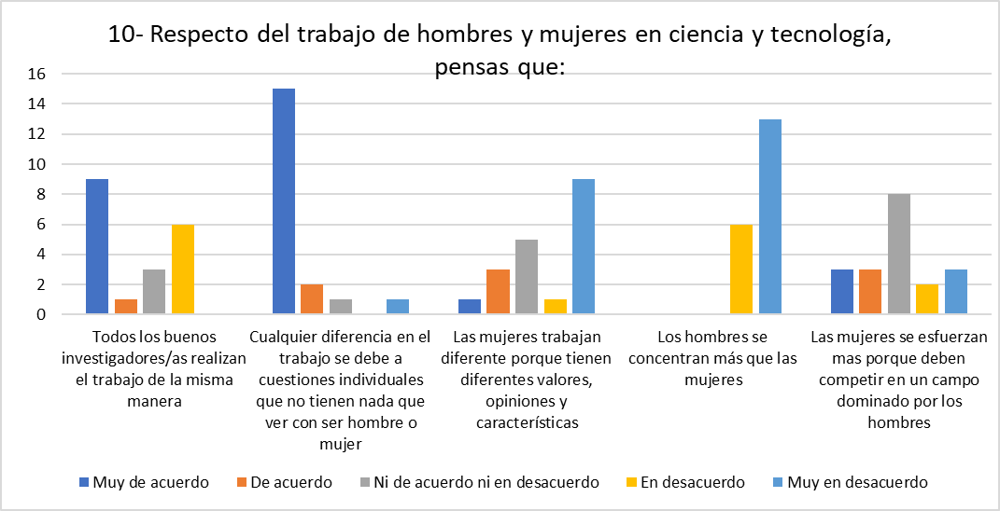 10- Respecto del trabajo de hombres y mujeres en ciencia y tecnología,
pensas que:
16
14
12
10
8
6
4
2
0
Todos los buenos
investigadores/as realizan
el trabajo de la misma
manera
Cualquier diferencia en el
trabajo se debe a
cuestiones individuales
que no tienen nada que
ver con ser hombre o
mujer
Las mujeres trabajan
diferente porque tienen
diferentes valores,
opiniones y
características
Los hombres se
concentran más que las
mujeres
Las mujeres se esfuerzan
mas porque deben
competir en un campo
dominado por los
hombres
Muy de acuerdo
De acuerdo
Ni de acuerdo ni en desacuerdo
En desacuerdo
Muy en desacuerdo